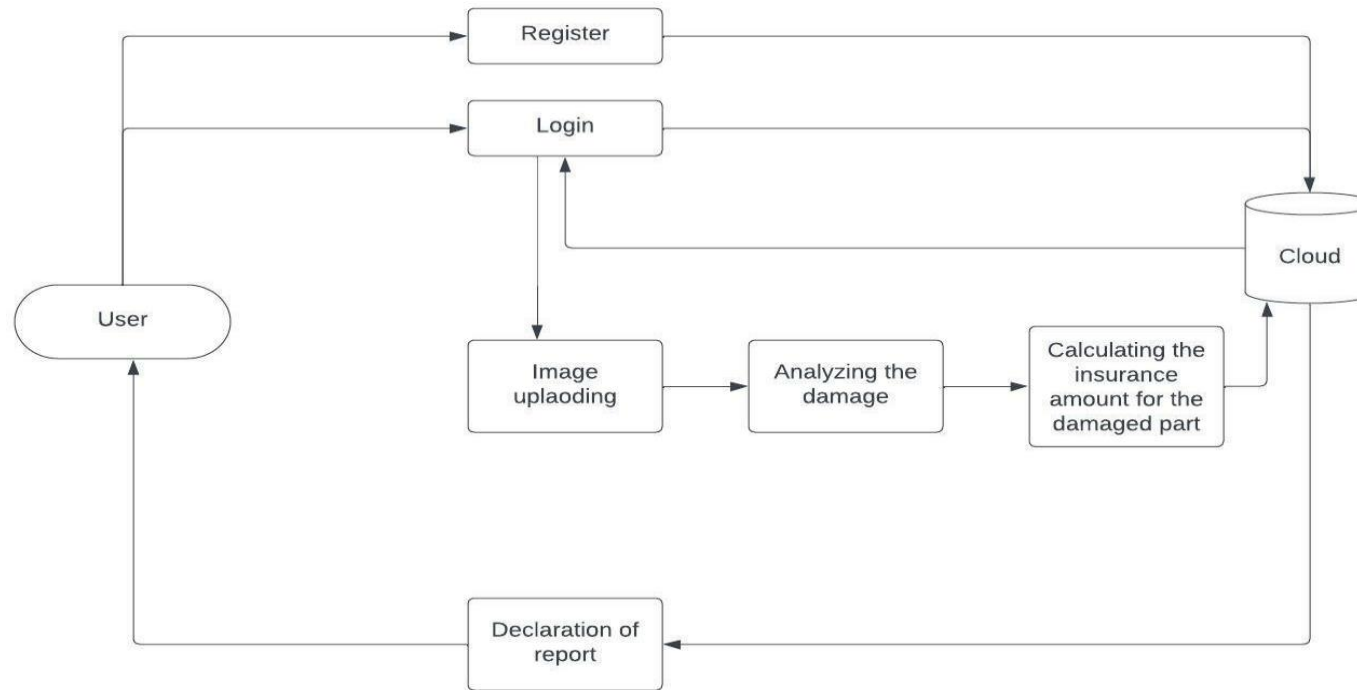 Register
Login
Cloud
User
Image
uplaoding
Analyzing the
damage
Calculating the
insurance
amount for the
damaged part
Declaration of
report